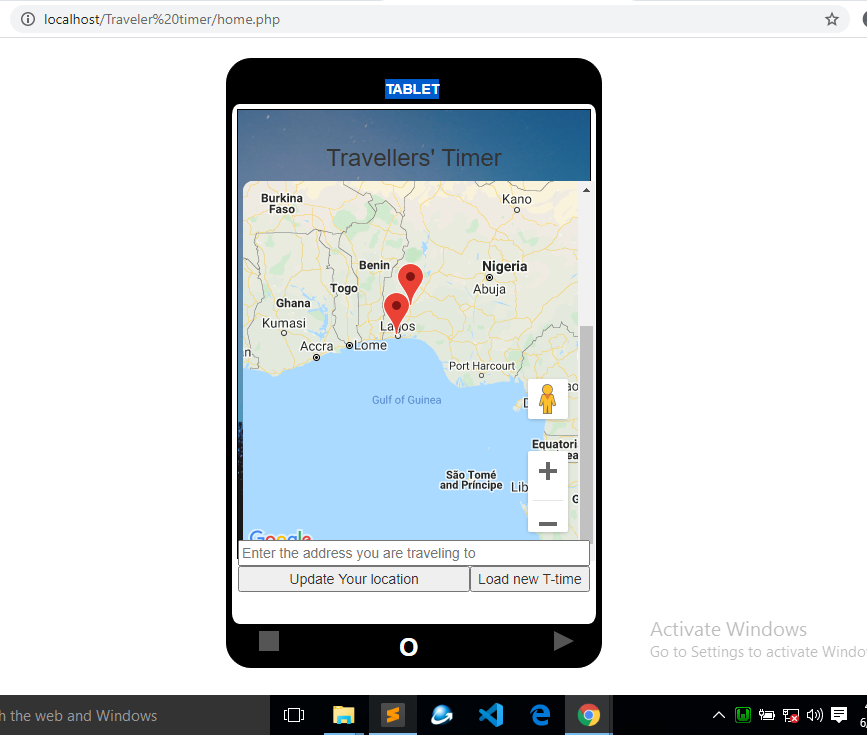 localhost/Traveler%20timer/home.php
TABLET
Travellers' Timer
Burkina
Faso
Kano
Benin
Nigeria
Togo
Abuja
Ghana
Kumasi
Lagos
Accra
Lome
Port Harcourt
Gulf of Guinea
Equatori
São Tomé
and Príncipe
Lib
Google
Enter the address you are traveling to
Update Your location
Load new T-time
O
Activate Windows
Go to Settings to activate Windo
h the web and Windows